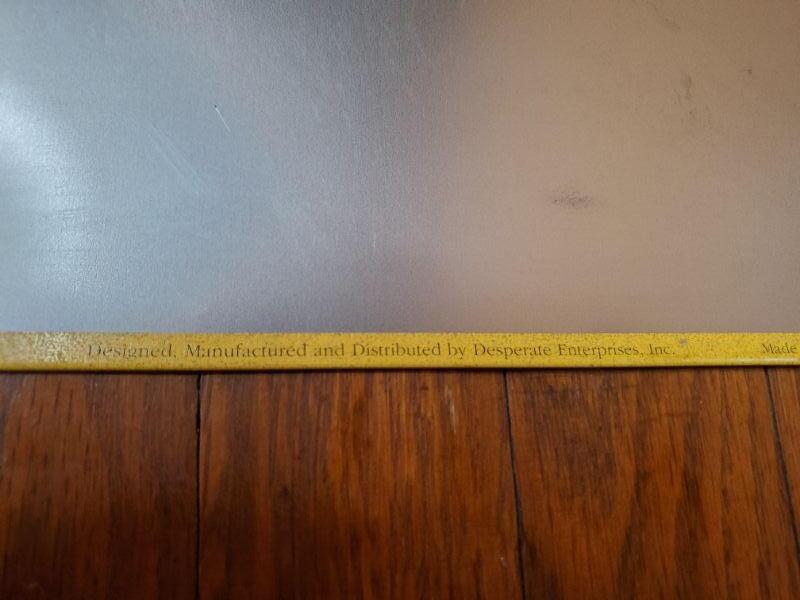 Designed, Manufactured and Distributed by Desperate Enterprises, Inc. Made